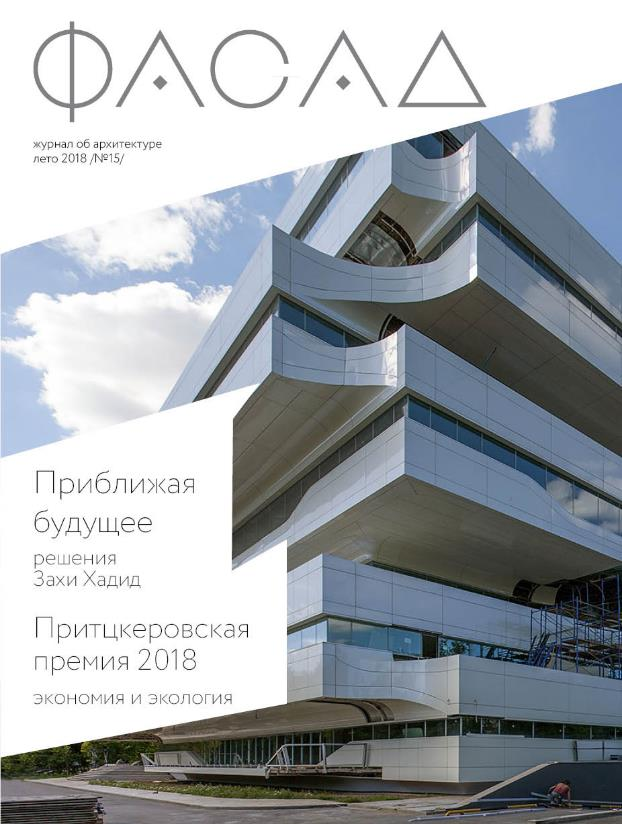 ФАСАД
журнал об архитектуре
лето 2018 /№15/
Приближая
будущее
решения
Захи Хадид
Притцкеровская
премия 2018
экономия и экология